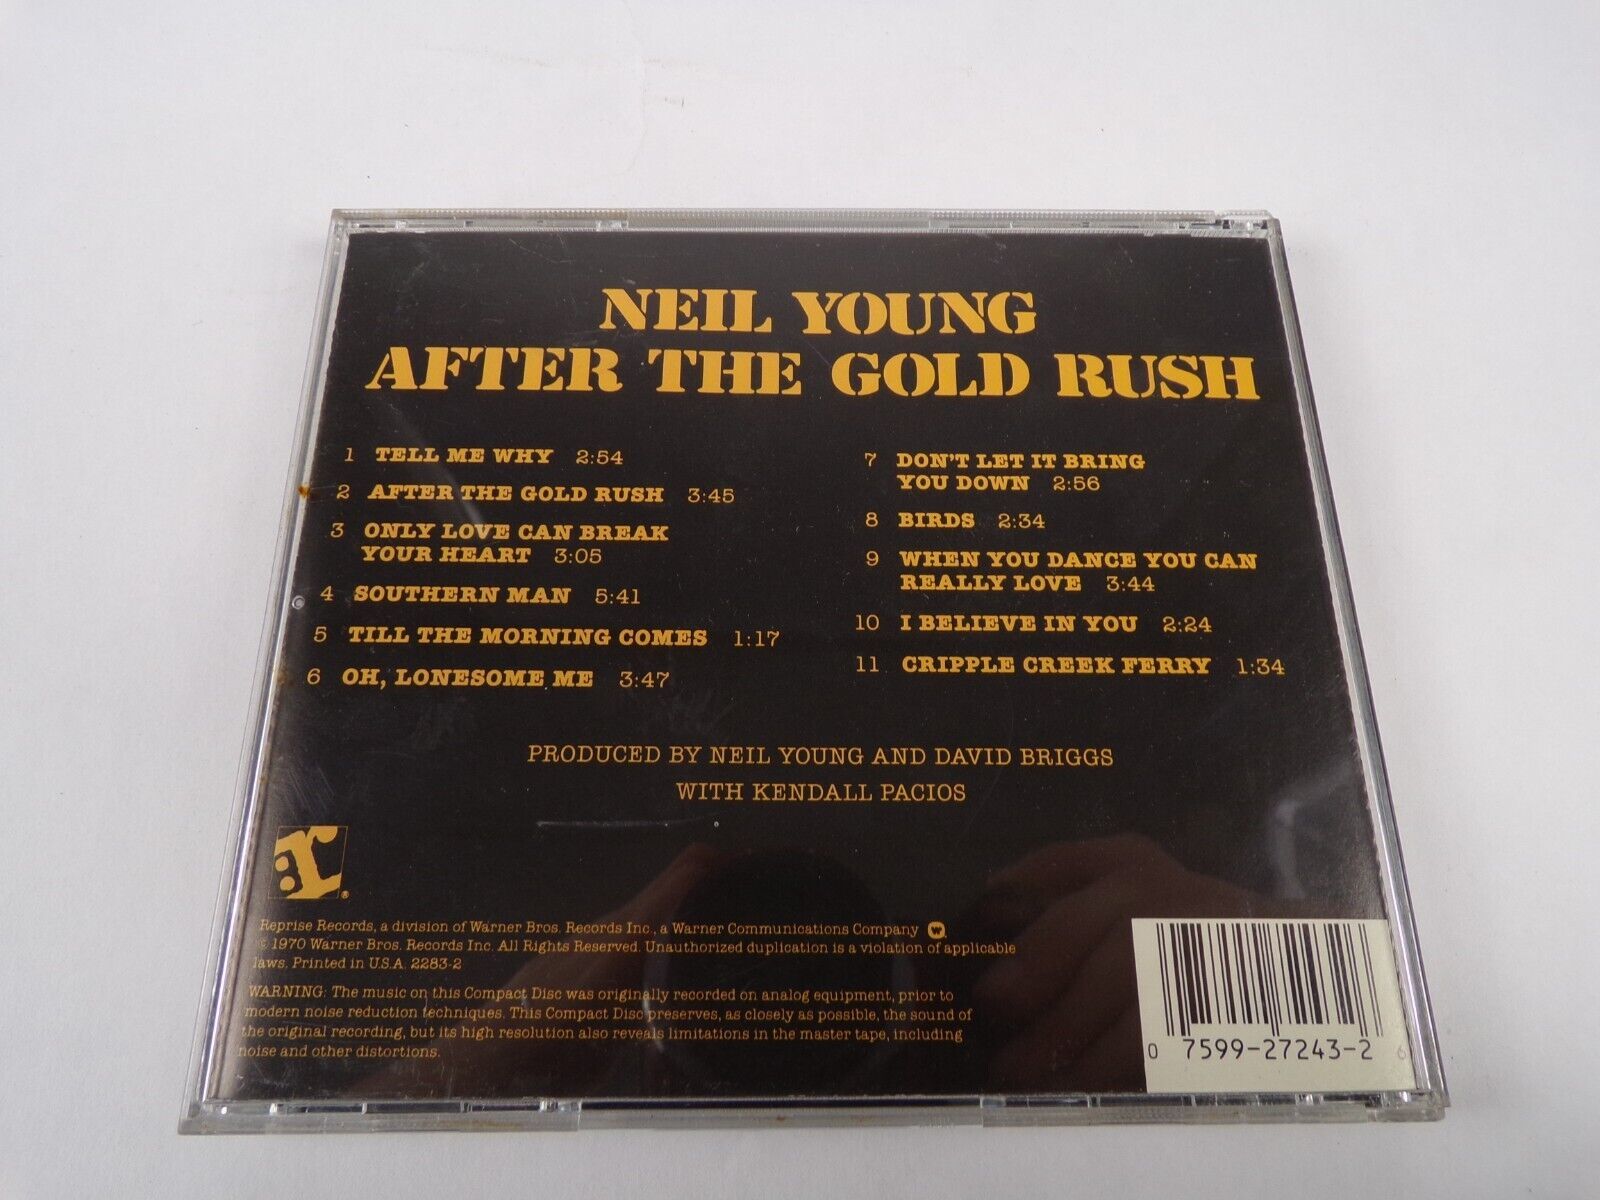 NEIL YOUNG
AFTER THE GOLD RUSH
1 TELL ME WHY 2:54
2 AFTER THE GOLD RUSH 3:45
3 ONLY LOVE CAN BREAK
YOUR HEART 3:05
4 SOUTHERN MAN 5:41
5 TILL THE MORNING COMES 1:17
6 OH, LONESOME ME 3:47
7 DON'T LET IT BRING
YOU DOWN 2:56
8 BIRDS 2:34
9 WHEN YOU DANCE YOU CAN
REALLY LOVE 3:44
10 I BELIEVE IN YOU 2:24
11 CRIPPLE CREEK FERRY 1:34
PRODUCED BY NEIL YOUNG AND DAVID BRIGGS
WITH KENDALL PACIOS
:r ®
Reprise Records, a division of Warner Bros. Records Inc., a Warner Communications Company
© 1970 Warner Bros. Records Inc. All Rights Reserved. Unauthorized duplication is a violation of applicable
laws. Printed in U.S.A. 2283-2
WARNING: The music on this Compact Disc was originally recorded on analog equipment, prior to
modern noise reduction techniques. This Compact Disc preserves, as closely as possible, the sound of
the original recording, but its high resolution also reveals limitations in the master tape, including
noise and other distortions.
0 7599-27243-2 6